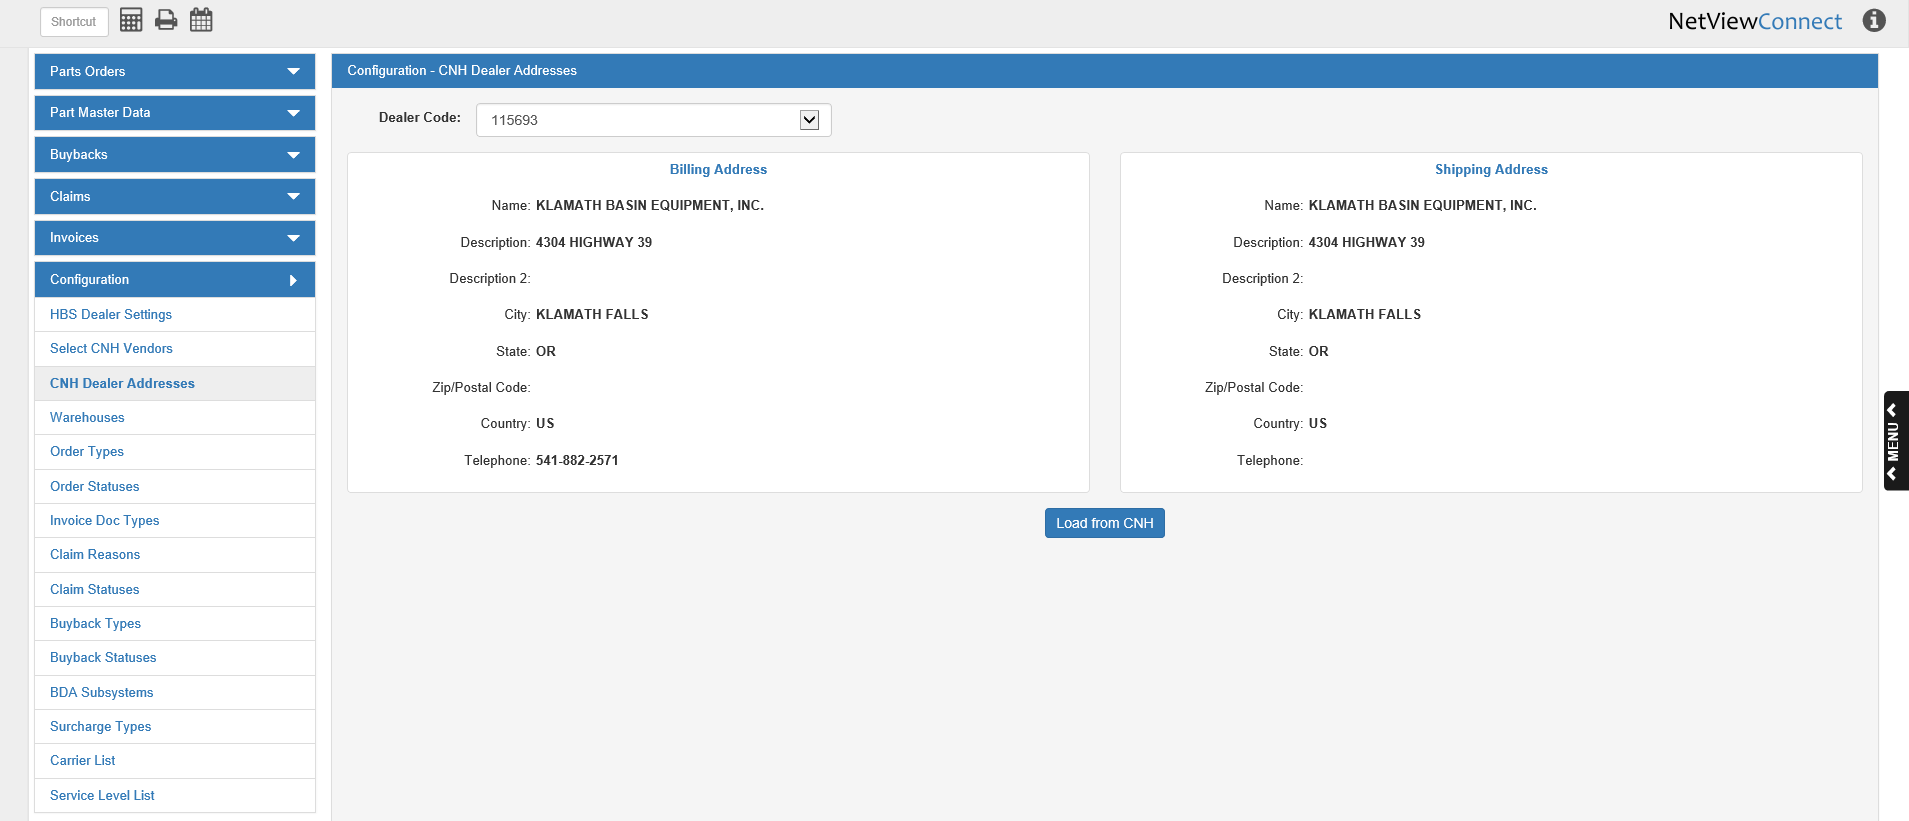 Shortcut
NetViewConnect
Parts Orders
Part Master Data
Buybacks
Claims
Invoices
Configuration
HBS Dealer Settings
Select CNH Vendors
CNH Dealer Addresses
Warehouses
Order Types
Order Statuses
Invoice Doc Types
Claim Reasons
Claim Statuses
Buyback Types
Buyback Statuses
BDA Subsystems
Surcharge Types
Carrier List
Service Level List
Configuration - CNH Dealer Addresses
Dealer Code: 115693
Billing Address
Name: KLAMATH BASIN EQUIPMENT, INC.
Description: 4304 HIGHWAY 39
Description 2:
City: KLAMATH FALLS
State: OR
Zip/Postal Code:
Country: US
Telephone: 541-882-2571
Shipping Address
Name: KLAMATH BASIN EQUIPMENT, INC.
Description: 4304 HIGHWAY 39
Description 2:
City: KLAMATH FALLS
State: OR
Zip/Postal Code:
Country: US
Telephone:
Load from CNH
MENU